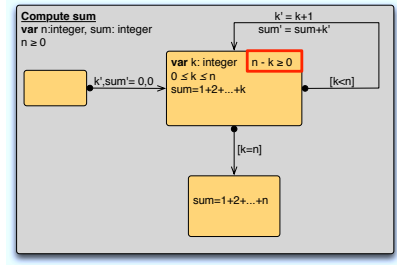 Compute sum
var n:integer, sum: integer
n ≥ 0
k' = k+1
sum' = sum+k'
var k: integer
n - k ≥ 0
0 ≤ k ≤ n
sum=1+2+...+k
k',sum'= 0,0
[k<n]
[k=n]
sum=1+2+...+n